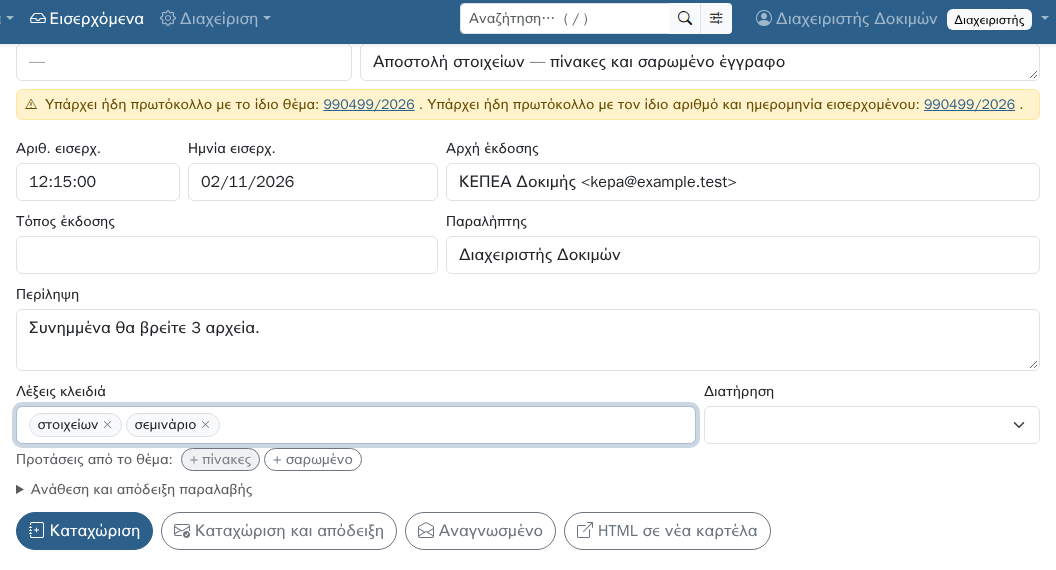 Εισερχόμενα Διαχείριση Αναζήτηση… ( / ) Διαχειριστής Δοκιμών Διαχειριστής
— Αποστολή στοιχείων — πίνακες και σαρωμένο έγγραφο
⚠ Υπάρχει ήδη πρωτόκολλο με το ίδιο θέμα: 990499/2026 . Υπάρχει ήδη πρωτόκολλο με τον ίδιο αριθμό και ημερομηνία εισερχομένου: 990499/2026 .
Αριθ. εισερχ. Ημνία εισερχ. Αρχή έκδοσης
12:15:00 02/11/2026 ΚΕΠΕΑ Δοκιμής <kepa@example.test>
Τόπος έκδοσης Παραλήπτης
Διαχειριστής Δοκιμών
Περίληψη
Συνημμένα θα βρείτε 3 αρχεία.
Λέξεις κλειδιά Διατήρηση
στοιχείων × σεμινάριο ×
Προτάσεις από το θέμα: + πίνακες + σαρωμένο
Ανάθεση και απόδειξη παραλαβής
Καταχώριση Καταχώριση και απόδειξη Αναγνωσμένο HTML σε νέα καρτέλα